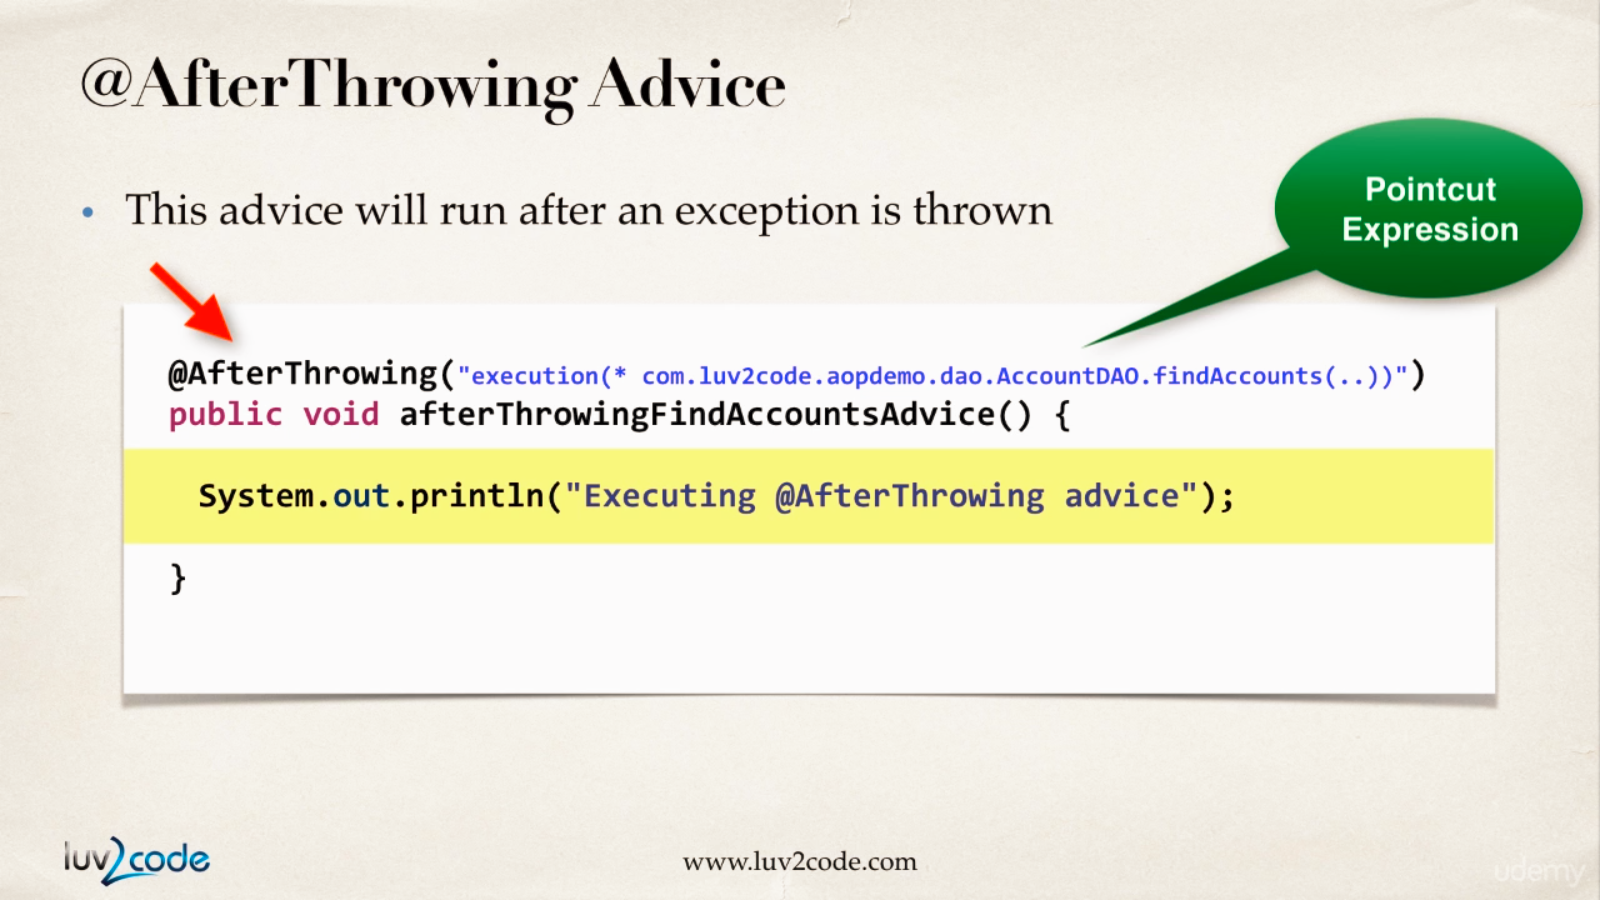 @AfterThrowing Advice
• This advice will run after an exception is thrown
Pointcut
Expression
@AfterThrowing("execution(* com.luv2code.aopdemo.dao.AccountDAO.findAccounts(..))")
public void afterThrowingFindAccountsAdvice() {
System.out.println("Executing @AfterThrowing advice");
}
luv2code
www.luv2code.com
udemy